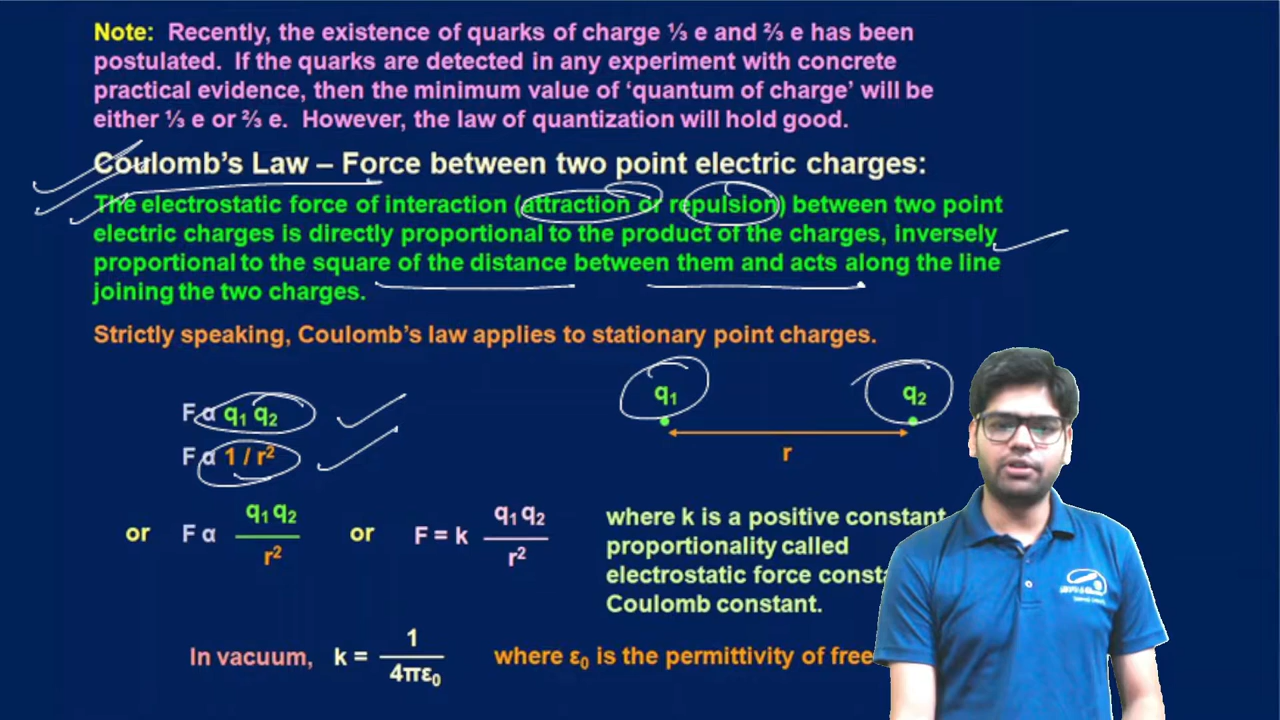 Note: Recently, the existence of quarks of charge ⅓ e and ⅔ e has been
postulated. If the quarks are detected in any experiment with concrete
practical evidence, then the minimum value of ‘quantum of charge’ will be
either ⅓ e or ⅔ e. However, the law of quantization will hold good.
Coulomb’s Law – Force between two point electric charges:
The electrostatic force of interaction (attraction or repulsion) between two point
electric charges is directly proportional to the product of the charges, inversely
proportional to the square of the distance between them and acts along the line
joining the two charges.
Strictly speaking, Coulomb’s law applies to stationary point charges.
q₁ q₂
r
F α q₁ q₂
F α 1 / r²
or F α q₁ q₂ / r² or F = k q₁ q₂ / r²
where k is a positive constant
proportionality called
electrostatic force
Coulomb constant.
In vacuum, k = 1 / 4πε₀ where ε₀ is the permittivity of free